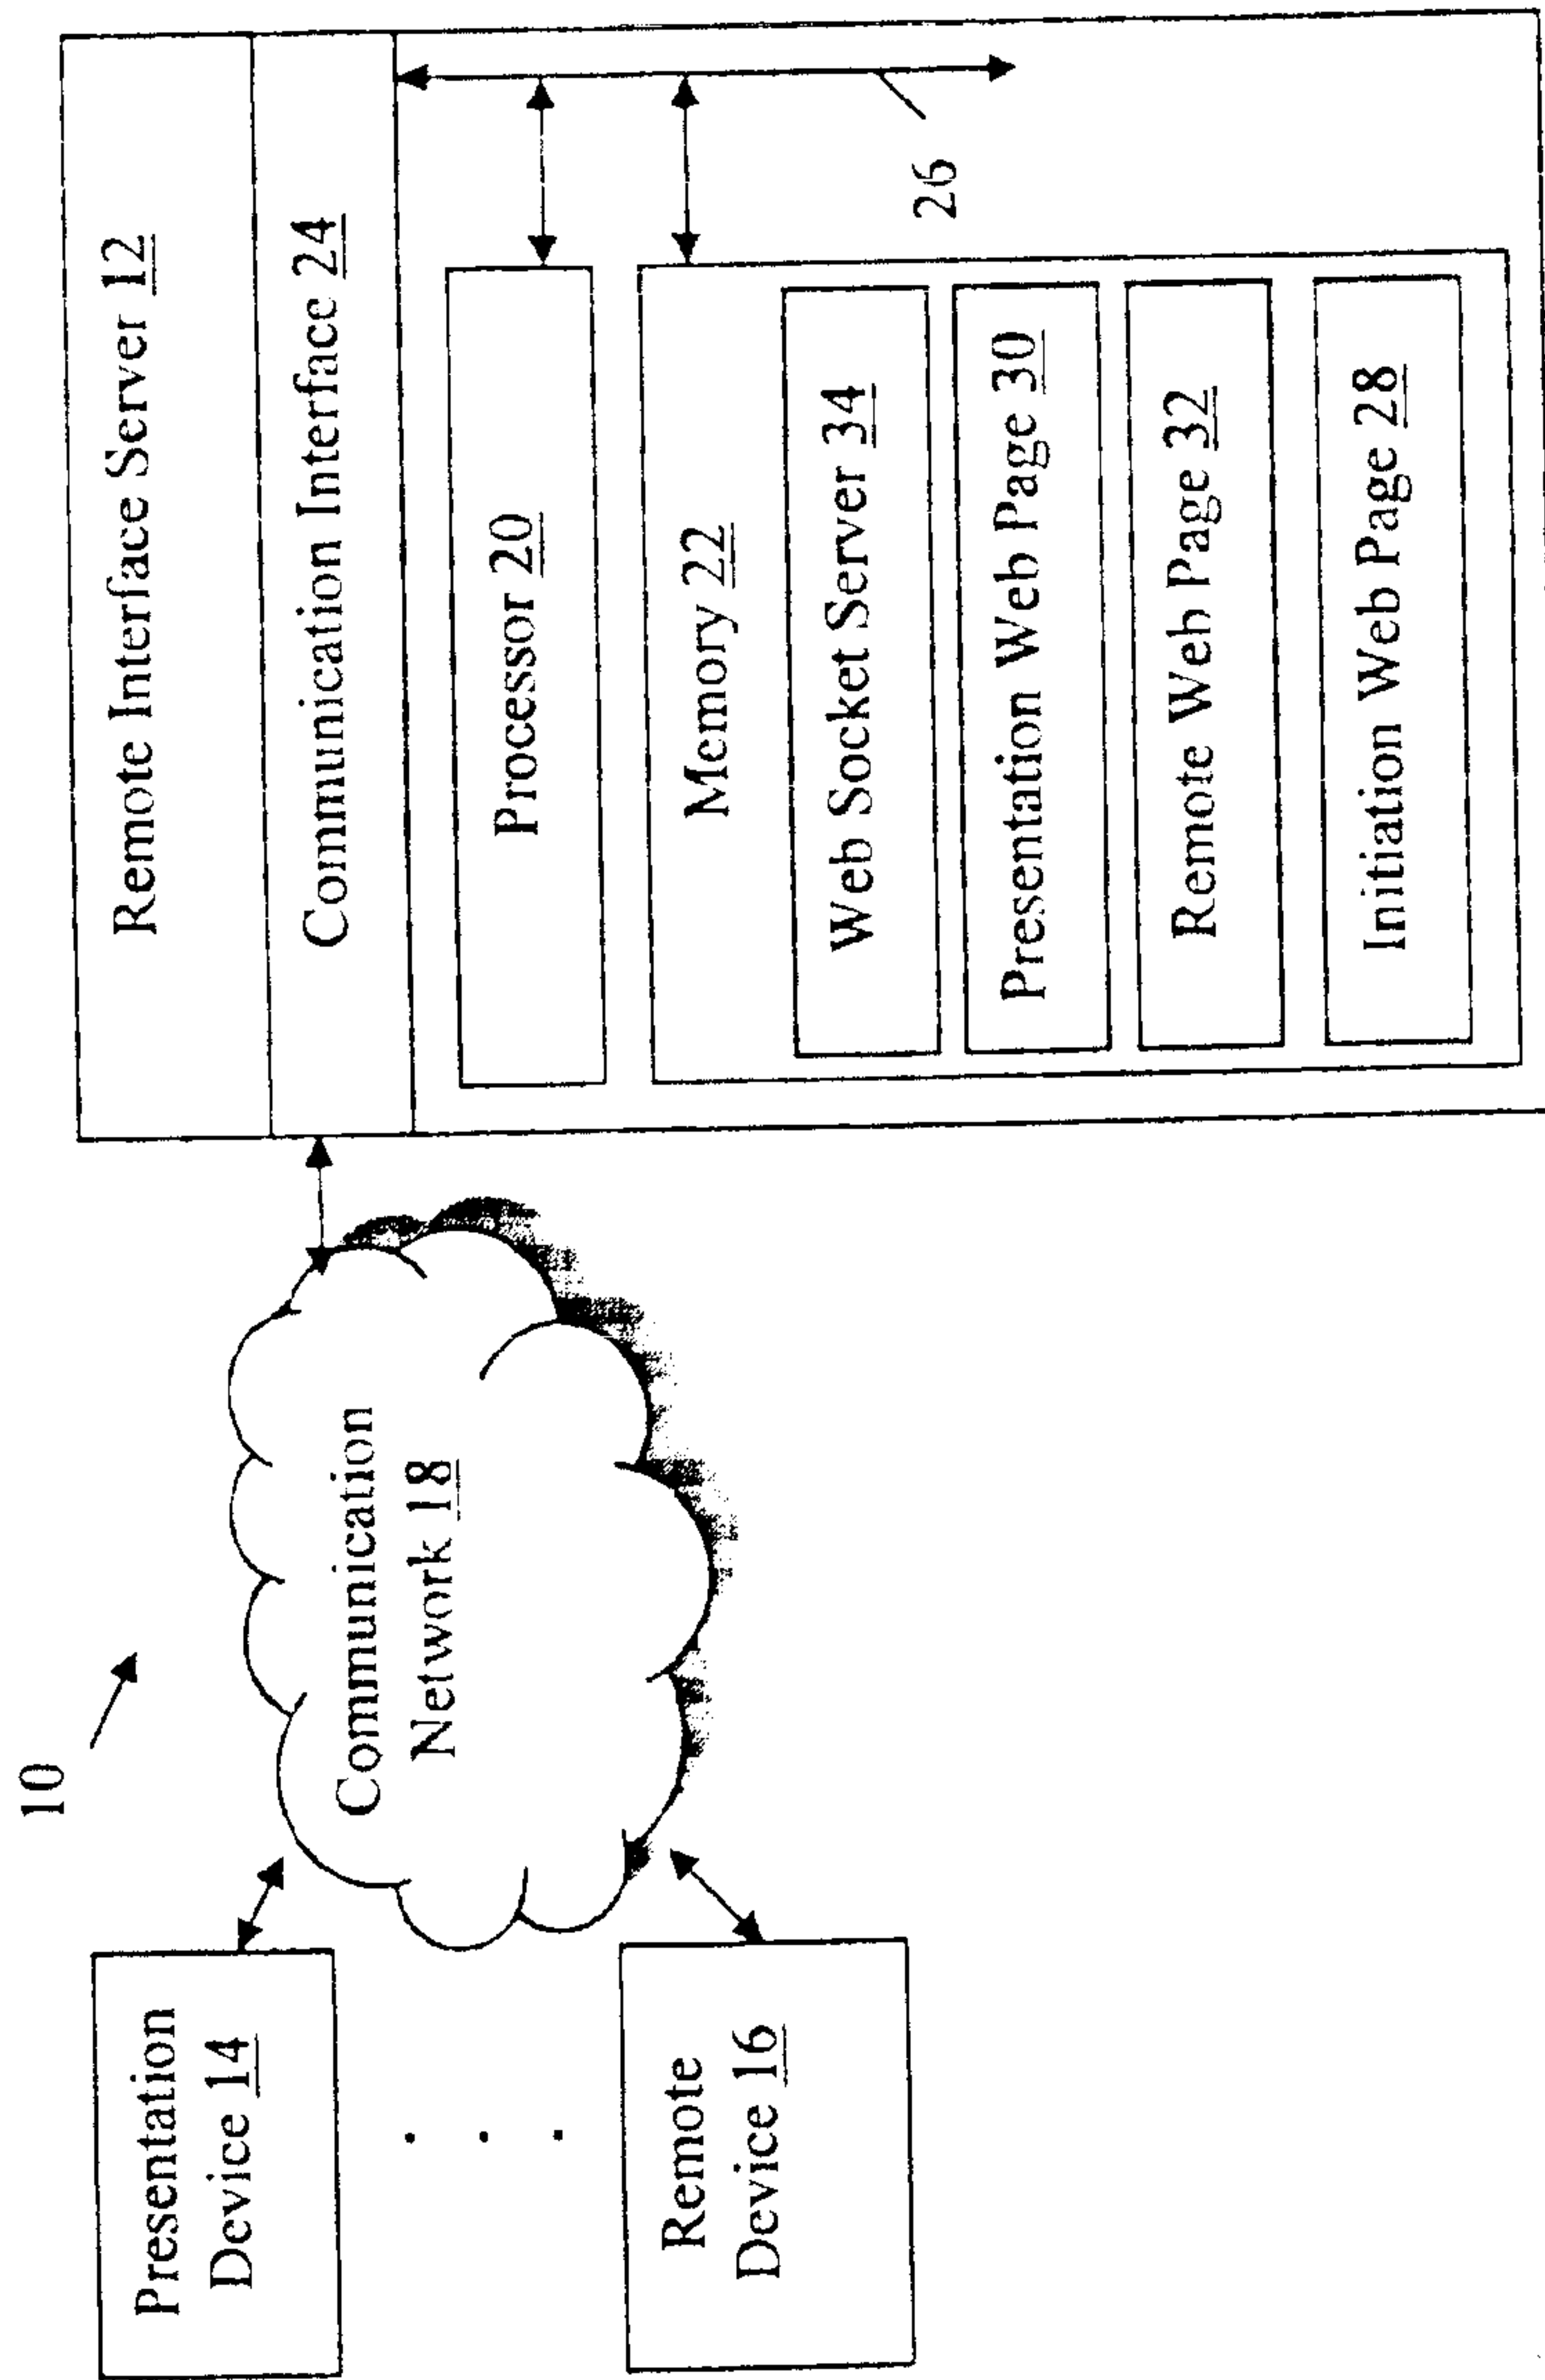 10
Presentation
Device 14
Remote
Device 16
Communication
Network 18
Remote Interface Server 12
Communication Interface 24
Processor 20
Memory 22
Web Socket Server 34
Presentation Web Page 30
Remote Web Page 32
Initiation Web Page 28
26